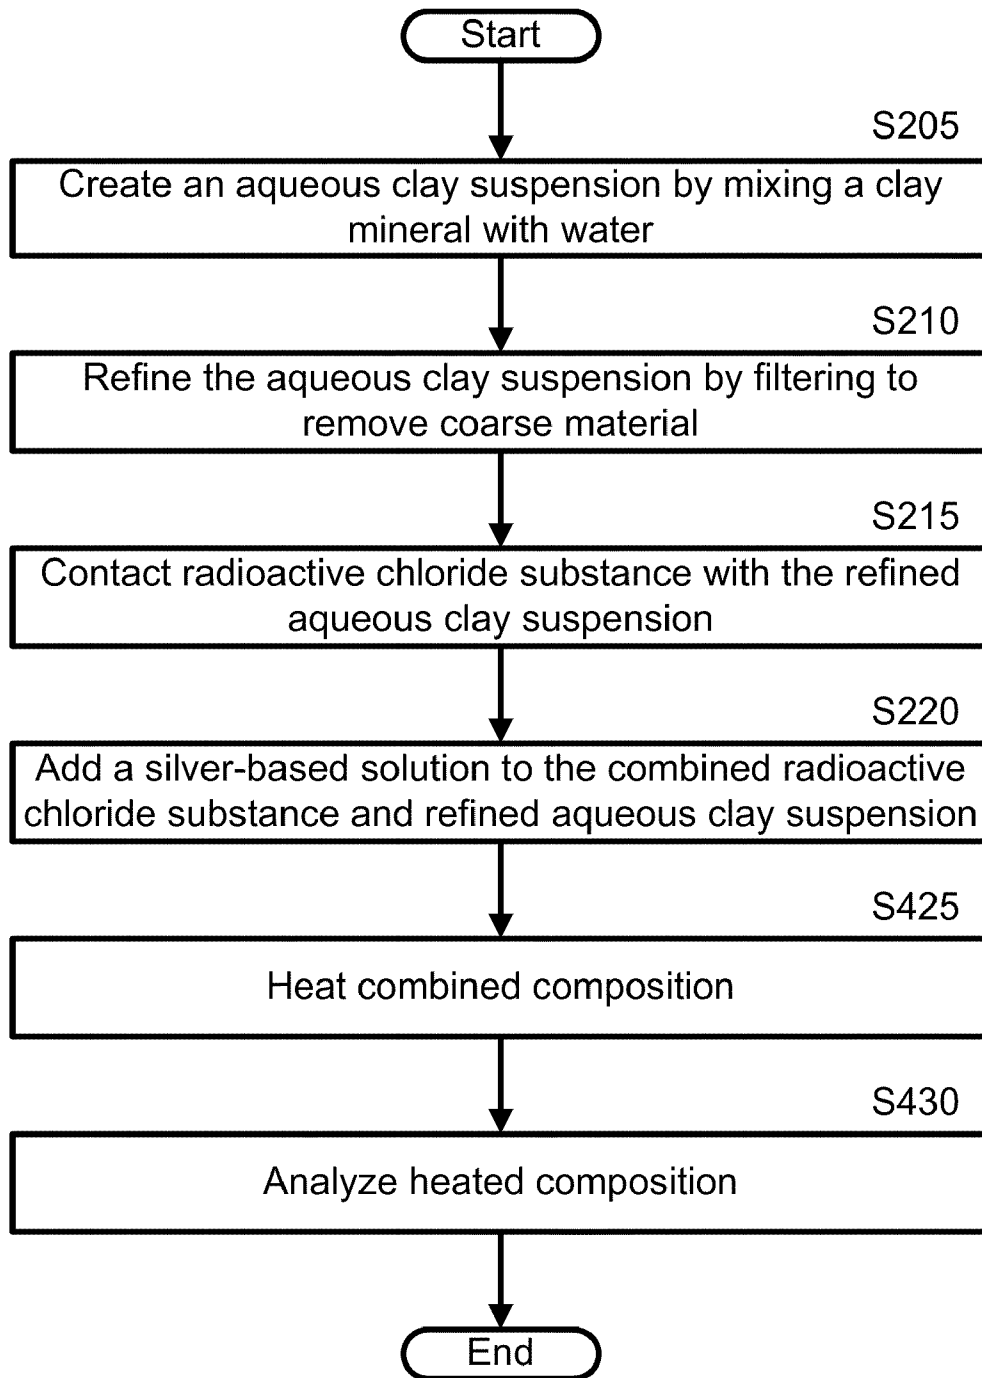 Start
S205
Create an aqueous clay suspension by mixing a clay
mineral with water
S210
Refine the aqueous clay suspension by filtering to
remove coarse material
S215
Contact radioactive chloride substance with the refined
aqueous clay suspension
S220
Add a silver-based solution to the combined radioactive
chloride substance and refined aqueous clay suspension
S425
Heat combined composition
S430
Analyze heated composition
End